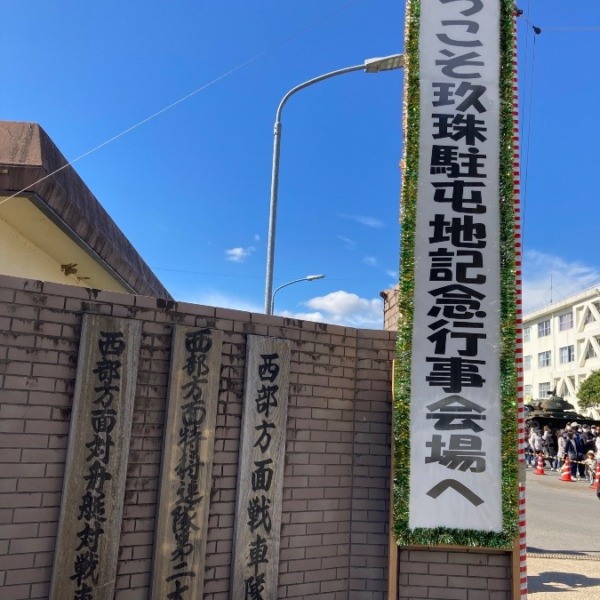 うこそ玖珠駐屯地記念行事会場へ
西部方面戦車隊
西部方面特科連隊第二大
西部方面対舟艇対戦車